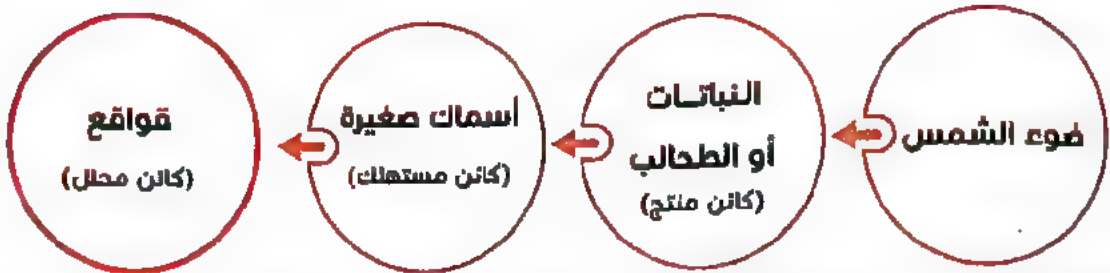 ضوء الشمس
النباتات
أو الطحالب
(كائن منتج)
أسماك صغيرة
(كائن مستهلك)
قواقع
(كائن محلل)